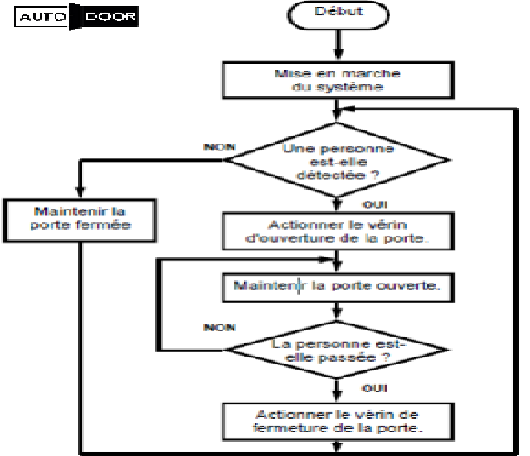 AUTO DOOR
Début
Mise en marche
du système
Une personne
est-elle
détectée ?
NON
OUI
Maintenir la
porte fermée
Actionner le vérin
d'ouverture de la porte.
Maintenir la porte ouverte.
NON
La personne est-
elle passée ?
OUI
Actionner le vérin de
fermeture de la porte.